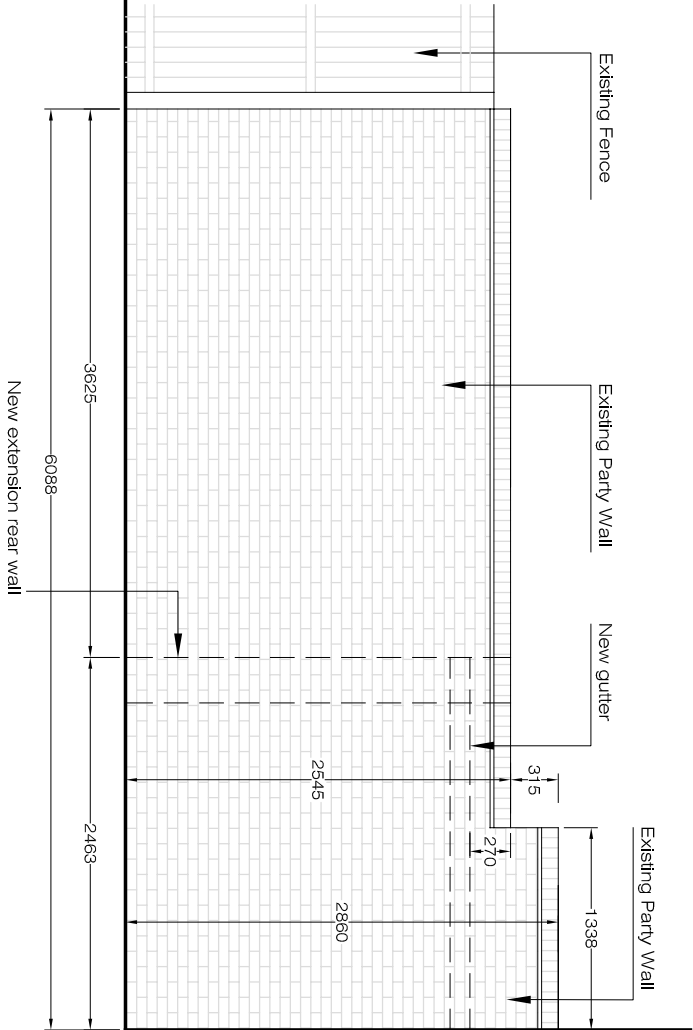 Existing Fence
Existing Party Wall
New gutter
Existing Party Wall
315
270
1338
2545
2860
3625
2463
6088
New extension rear wall